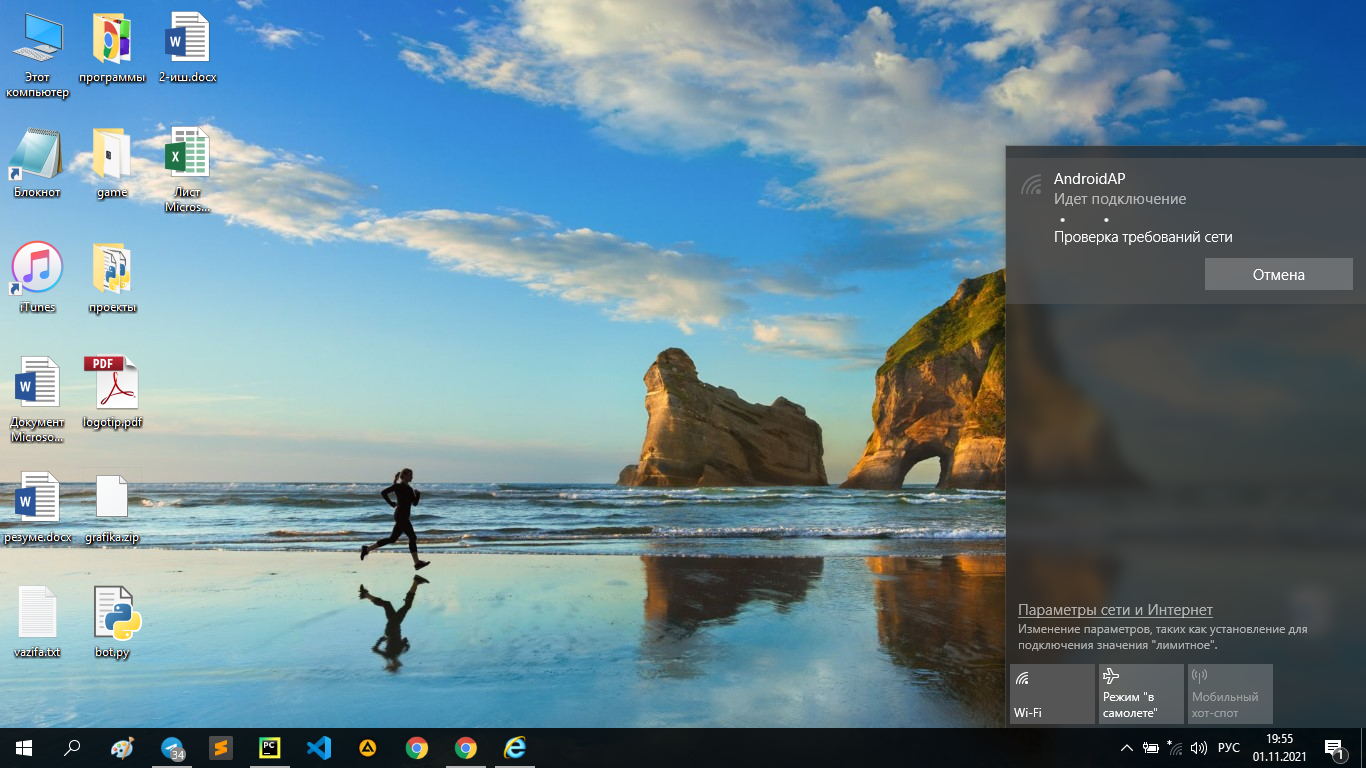 Этот
компьютер
программы
2-иш.docx
Блокнот
game
Лист
Micros...
iTunes
проекты
Документ
Microso...
PDF
logotip.pdf
резуме.docx
grafika.zip
vazifa.txt
bot.py
AndroidAP
Идет подключение
Проверка требований сети
Отмена
Параметры сети и Интернет
Изменение параметров, таких как установление для
подключения значения "лимитное".
Wi-Fi
Режим "в
самолете"
Мобильный
хот-спот
34
PC
РУС
19:55
01.11.2021
1